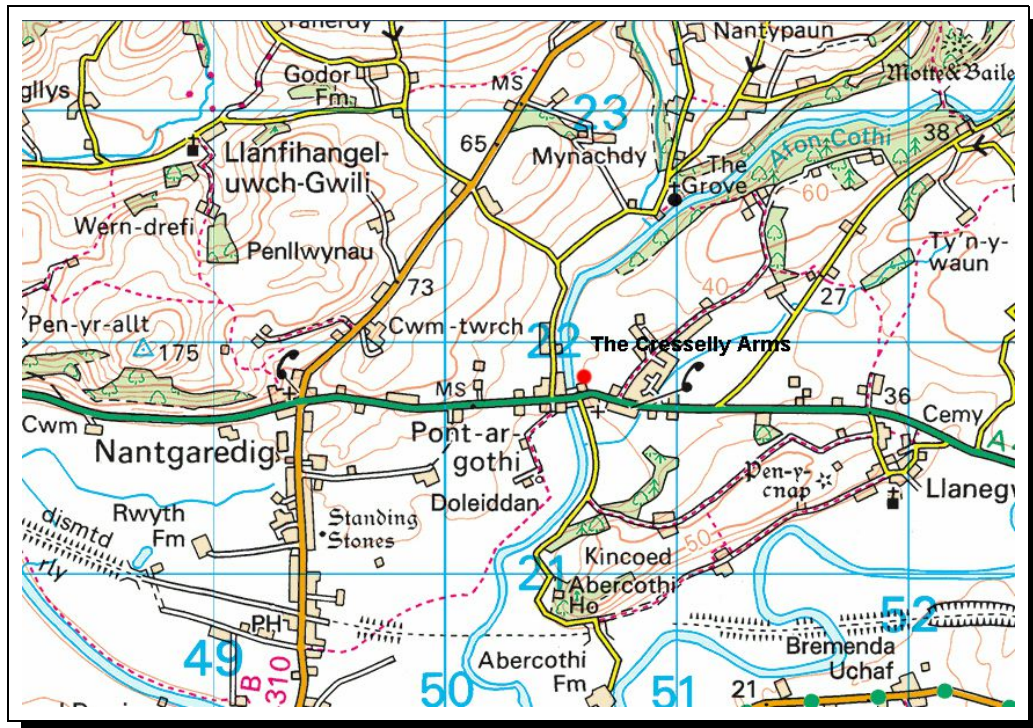 Nantypaun
Motte & Baile
gllys
Godor
Fm
MS
23
38
65
Mynachdy
Afon Cothi
The
Grove
Llanfihangel-
uwch-Gwili
60
Wern-drefi
Penllwynau
Ty'n-y-
waun
40
27
73
Pen-yr-allt
175
Cwm-twrch
22
The Cresselly Arms
MS
36
Cwm
Cemy
Nantgaredig
Pont-ar-
gothi
Pen-y-
cnap
Doleiddan
Rwyth
Fm
dismtd
rly
Standing
Stones
50
Kincoed
21
Abercothi
Ho
PH
52
49
B
310
50
Abercothi
Fm
51
Bremenda
Uchaf
21